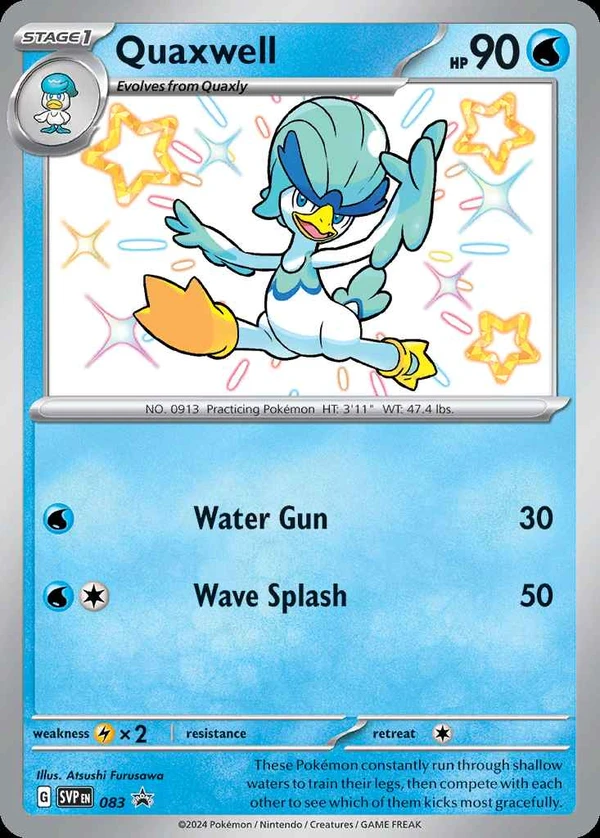 STAGE1
Quaxwell
HP 90
Evolves from Quaxly
NO. 0913 Practicing Pokémon HT: 3'11" WT: 47.4 lbs.
Water Gun 30
Wave Splash 50
weakness ×2 resistance retreat
Illus. Atsushi Furusawa
These Pokémon constantly run through shallow
waters to train their legs, then compete with each
other to see which of them kicks most gracefully.
G SVP EN 083
©2024 Pokémon / Nintendo / Creatures / GAME FREAK